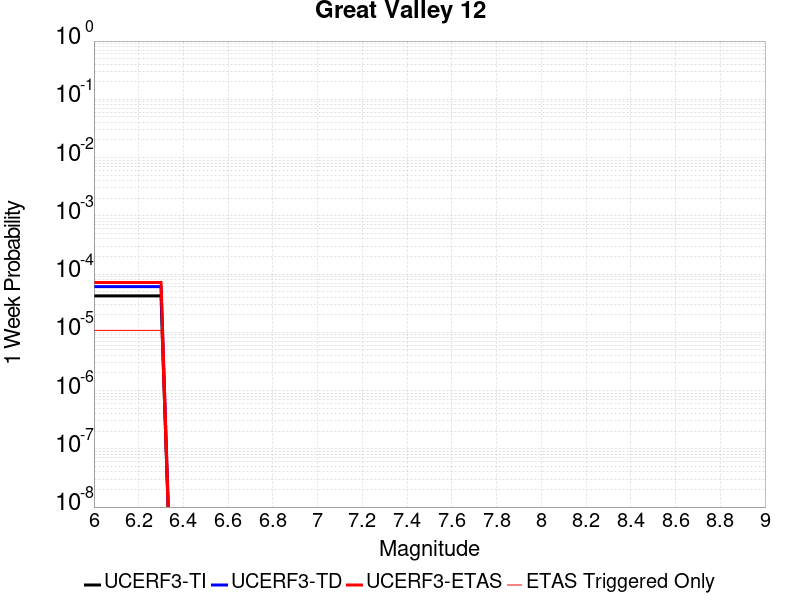 Great Valley 12
10^0
10^-1
10^-2
10^-3
10^-4
10^-5
10^-6
10^-7
10^-8
1 Week Probability
6 6.2 6.4 6.6 6.8 7 7.2 7.4 7.6 7.8 8 8.2 8.4 8.6 8.8 9
Magnitude
UCERF3-TI UCERF3-TD UCERF3-ETAS ETAS Triggered Only